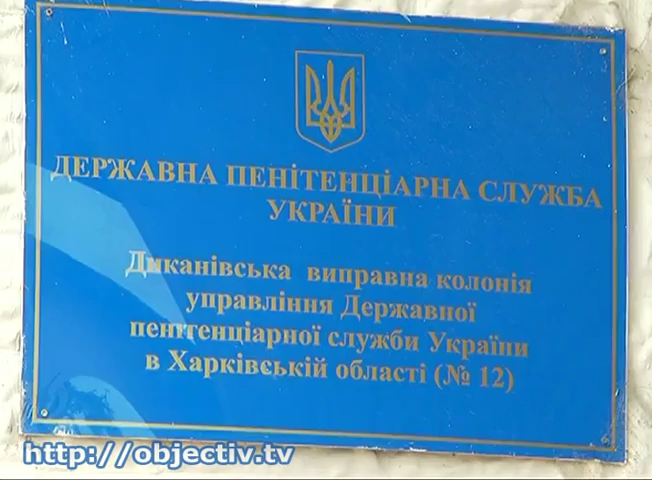 ДЕРЖАВНА ПЕНІТЕНЦІАРНА СЛУЖБА
УКРАЇНИ
Диканівська виправна колонія
управління Державної
пенітенціарної служби України
в Харківській області (№ 12)
http://objectiv.tv